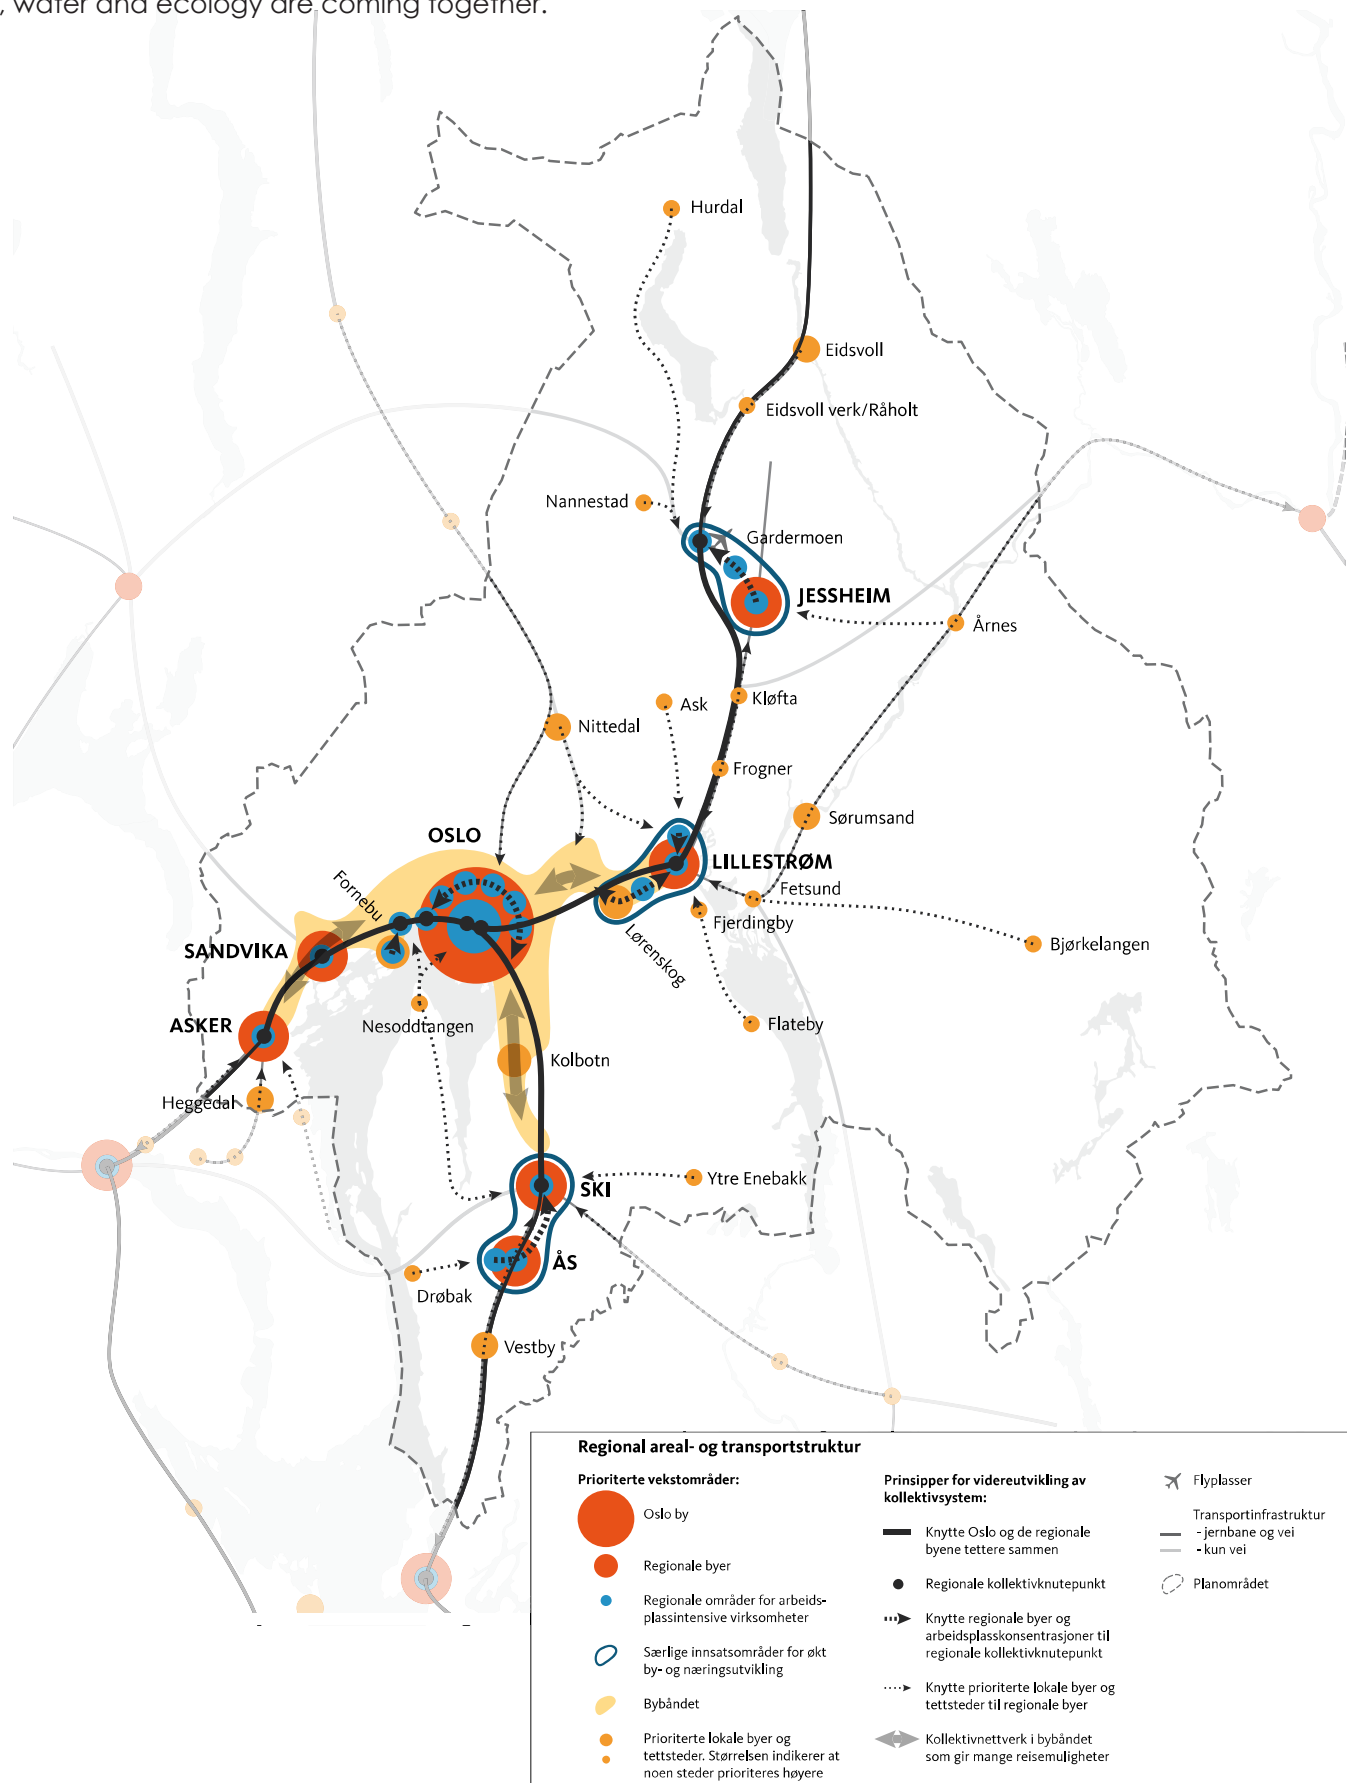 , water and ecology are coming together.
Hurdal
Eidsvoll
Eidsvoll verk/Råholt
Nannestad
Gardermoen
JESSHEIM
Årnes
Ask
Kløfta
Nittedal
Frogner
Sørumsand
OSLO
LILLESTRØM
Fornebu
Fetsund
Fjerdingby
Lørenskog
SANDVIKA
Bjørkelangen
ASKER
Nesoddtangen
Flateby
Kolbotn
Heggedal
Ytre Enebakk
SKI
ÅS
Drøbak
Vestby
Regional areal- og transportstruktur
Prioriterte vekstområder:
Oslo by
Regionale byer
Regionale områder for arbeids-
plassintensive virksomheter
Særlige innsatsområder for økt
by- og næringsutvikling
Bybåndet
Prioriterte lokale byer og
tettsteder. Størrelsen indikerer at
noen steder prioriteres høyere
Prinsipper for videreutvikling av
kollektivsystem:
Knytte Oslo og de regionale
byene tettere sammen
Regionale kollektivknutepunkt
Knytte regionale byer og
arbeidsplasskonsentrasjoner til
regionale kollektivknutepunkt
Knytte prioriterte lokale byer og
tettsteder til regionale byer
Kollektivnettverk i bybåndet
som gir mange reisemuligheter
Flyplasser
Transportinfrastruktur
- jernbane og vei
- kun vei
Planområdet